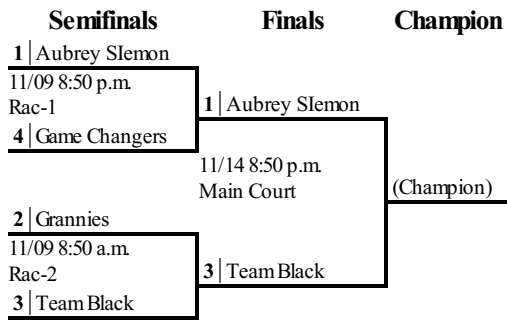 Semifinals Finals Champion
1 Aubrey SIemon
11/09 8:50 p.m.
Rac-1
4 Game Changers
1 Aubrey SIemon
11/14 8:50 p.m.
Main Court
(Champion)
2 Grannies
11/09 8:50 a.m.
Rac-2
3 Team Black
3 Team Black